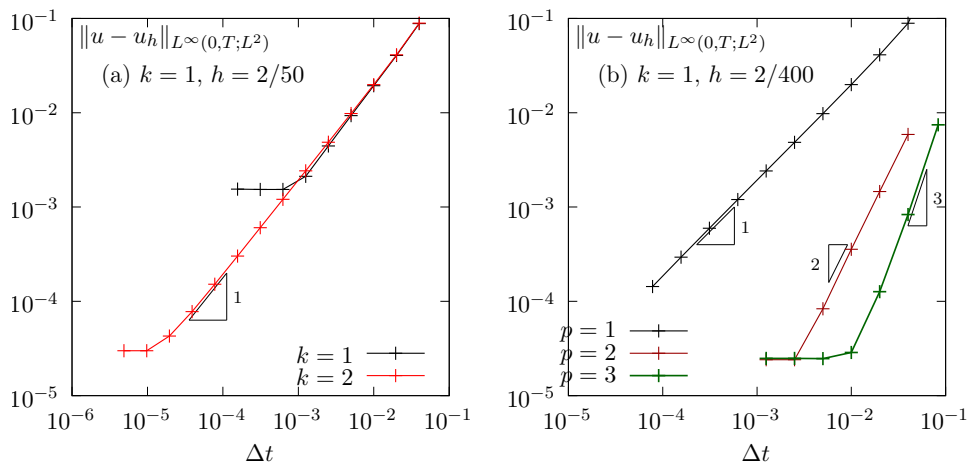 ‖u − u_h‖_{L^∞(0,T;L^2)}
(a) k = 1, h = 2/50
10^{-1}
10^{-2}
10^{-3}
10^{-4}
10^{-5}
1
k = 1
k = 2
10^{-6} 10^{-5} 10^{-4} 10^{-3} 10^{-2} 10^{-1}
Δt
‖u − u_h‖_{L^∞(0,T;L^2)}
(b) k = 1, h = 2/400
10^{-1}
10^{-2}
10^{-3}
10^{-4}
10^{-5}
1
2
3
p = 1
p = 2
p = 3
10^{-5} 10^{-4} 10^{-3} 10^{-2} 10^{-1}
Δt